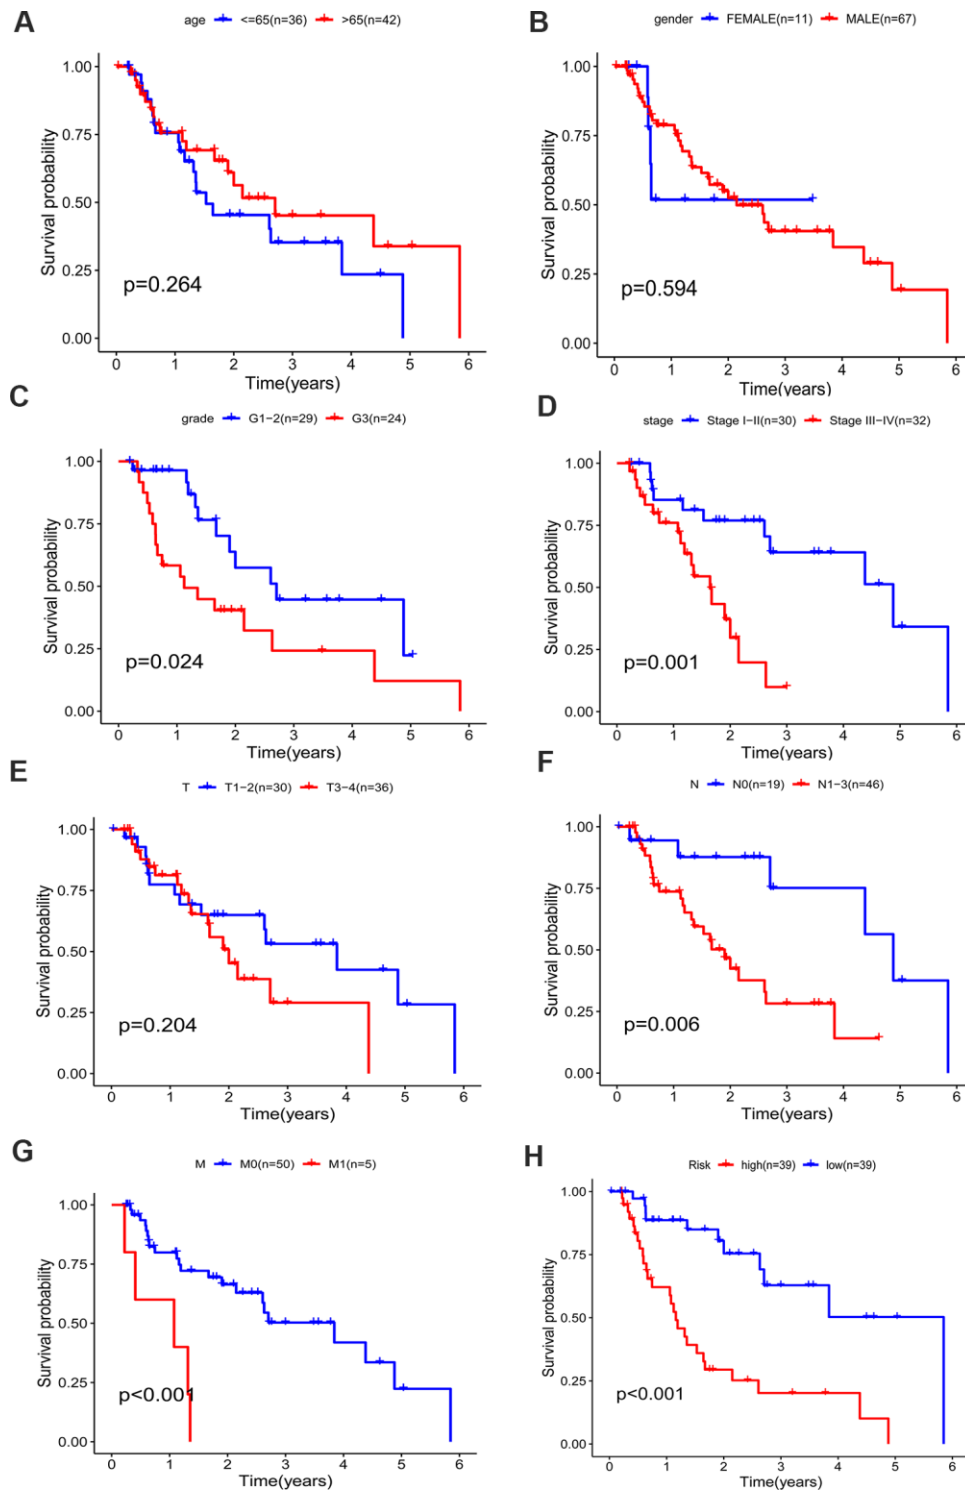 A
age <=65(n=36) >65(n=42)
Survival probability
1.00
0.75
0.50
0.25
0.00
p=0.264
0 1 2 3 4 5 6
Time(years)
B
gender FEMALE(n=11) MALE(n=67)
Survival probability
1.00
0.75
0.50
0.25
0.00
p=0.594
0 1 2 3 4 5 6
Time(years)
C
grade G1−2(n=29) G3(n=24)
Survival probability
1.00
0.75
0.50
0.25
0.00
p=0.024
0 1 2 3 4 5 6
Time(years)
D
stage Stage I−II(n=30) Stage III−IV(n=32)
Survival probability
1.00
0.75
0.50
0.25
0.00
p=0.001
0 1 2 3 4 5 6
Time(years)
E
T T1−2(n=30) T3−4(n=36)
Survival probability
1.00
0.75
0.50
0.25
0.00
p=0.204
0 1 2 3 4 5 6
Time(years)
F
N N0(n=19) N1−3(n=46)
Survival probability
1.00
0.75
0.50
0.25
0.00
p=0.006
0 1 2 3 4 5 6
Time(years)
G
M M0(n=50) M1(n=5)
Survival probability
1.00
0.75
0.50
0.25
0.00
p<0.001
0 1 2 3 4 5 6
Time(years)
H
Risk high(n=39) low(n=39)
Survival probability
1.00
0.75
0.50
0.25
0.00
p<0.001
0 1 2 3 4 5 6
Time(years)